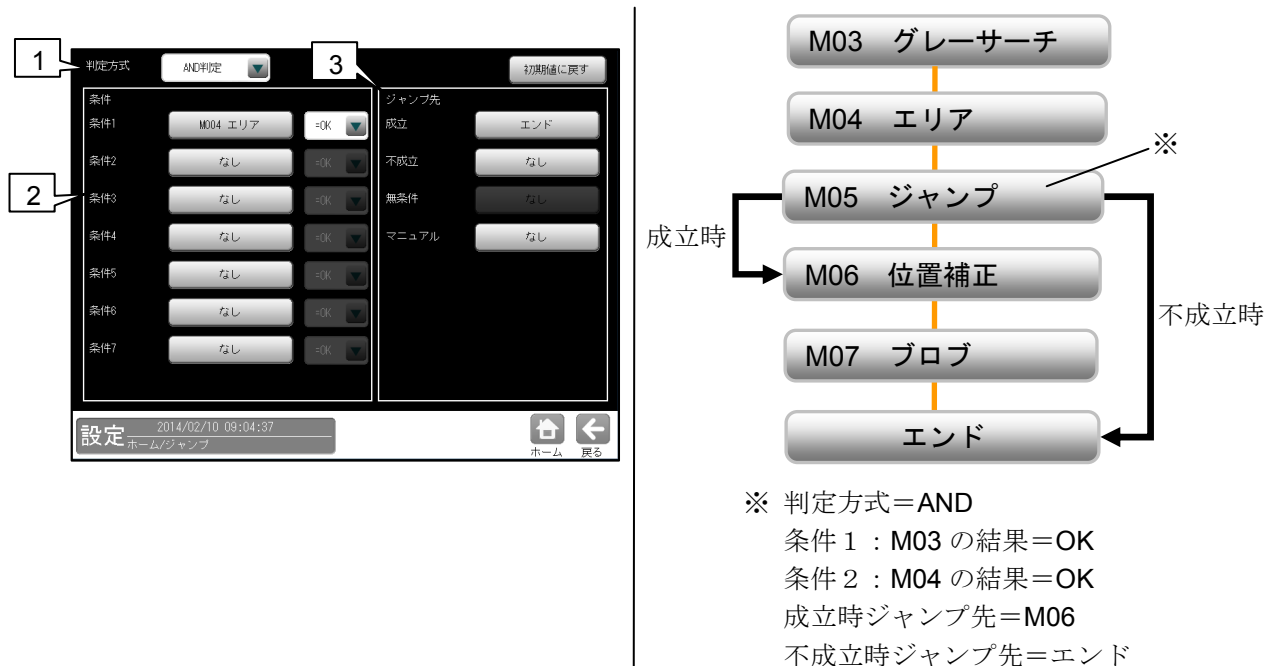 1
判定方式
AND判定
3
初期値に戻す
条件
条件1 M004 エリア =OK
条件2 なし =OK
2
条件3 なし =OK
条件4 なし =OK
条件5 なし =OK
条件6 なし =OK
条件7 なし =OK
ジャンプ先
成立 エンド
不成立 なし
無条件 なし
マニュアル なし
設定
2014/02/10 09:04:37
ホーム/ジャンプ
ホーム
戻る
M03 グレーサーチ
M04 エリア
※
M05 ジャンプ
成立時
M06 位置補正
不成立時
M07 ブロブ
エンド
※ 判定方式=AND
条件1:M03 の結果=OK
条件2:M04 の結果=OK
成立時ジャンプ先=M06
不成立時ジャンプ先=エンド